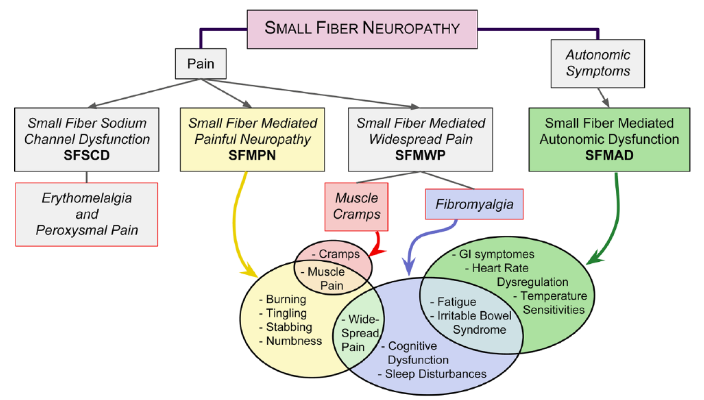 SMALL FIBER NEUROPATHY
Pain
Autonomic
Symptoms
Small Fiber Sodium
Channel Dysfunction
SFSCD
Small Fiber Mediated
Painful Neuropathy
SFMPN
Small Fiber Mediated
Widespread Pain
SFMWP
Small Fiber Mediated
Autonomic Dysfunction
SFMAD
Erythomelalgia
and
Peroxysmal Pain
Muscle
Cramps
Fibromyalgia
- Cramps
- Muscle
Pain
- Burning
- Tingling
- Stabbing
- Numbness
- Wide-
Spread
Pain
- Cognitive
Dysfunction
- Sleep Disturbances
- Fatigue
- Irritable Bowel
Syndrome
- GI symptomes
- Heart Rate
Dysregulation
- Temperature
Sensitivities